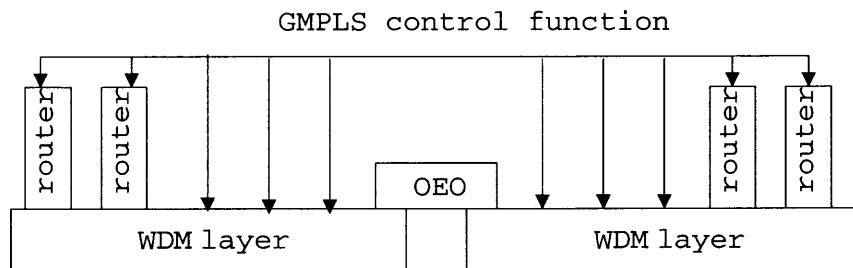 GMPLS control function
router
router
router
router
OEO
WDM layer
WDM layer